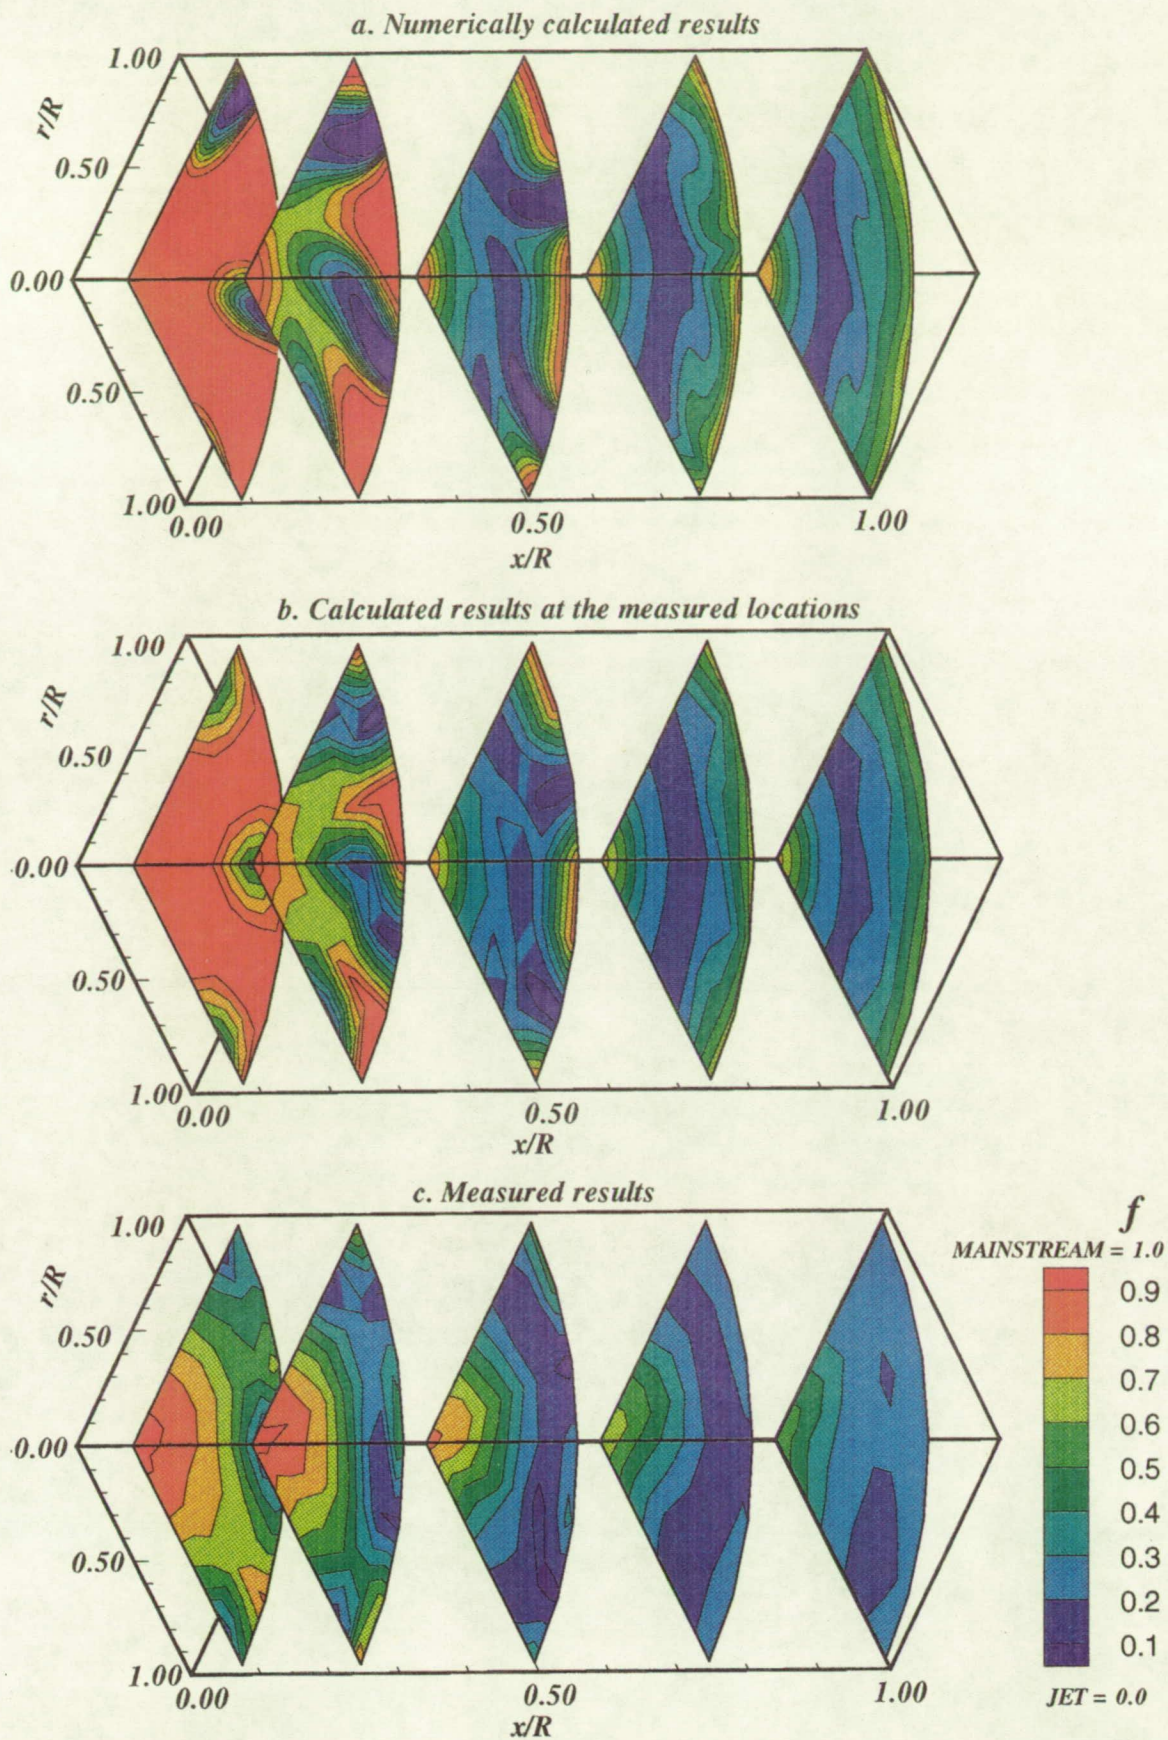 a. Numerically calculated results
1.00
r/R
0.50
0.00
0.50
1.00
0.00
0.50
1.00
x/R
b. Calculated results at the measured locations
1.00
r/R
0.50
0.00
0.50
1.00
0.00
0.50
1.00
x/R
c. Measured results
1.00
r/R
0.50
0.00
0.50
1.00
0.00
0.50
1.00
x/R
f
MAINSTREAM = 1.0
0.9
0.8
0.7
0.6
0.5
0.4
0.3
0.2
0.1
JET = 0.0